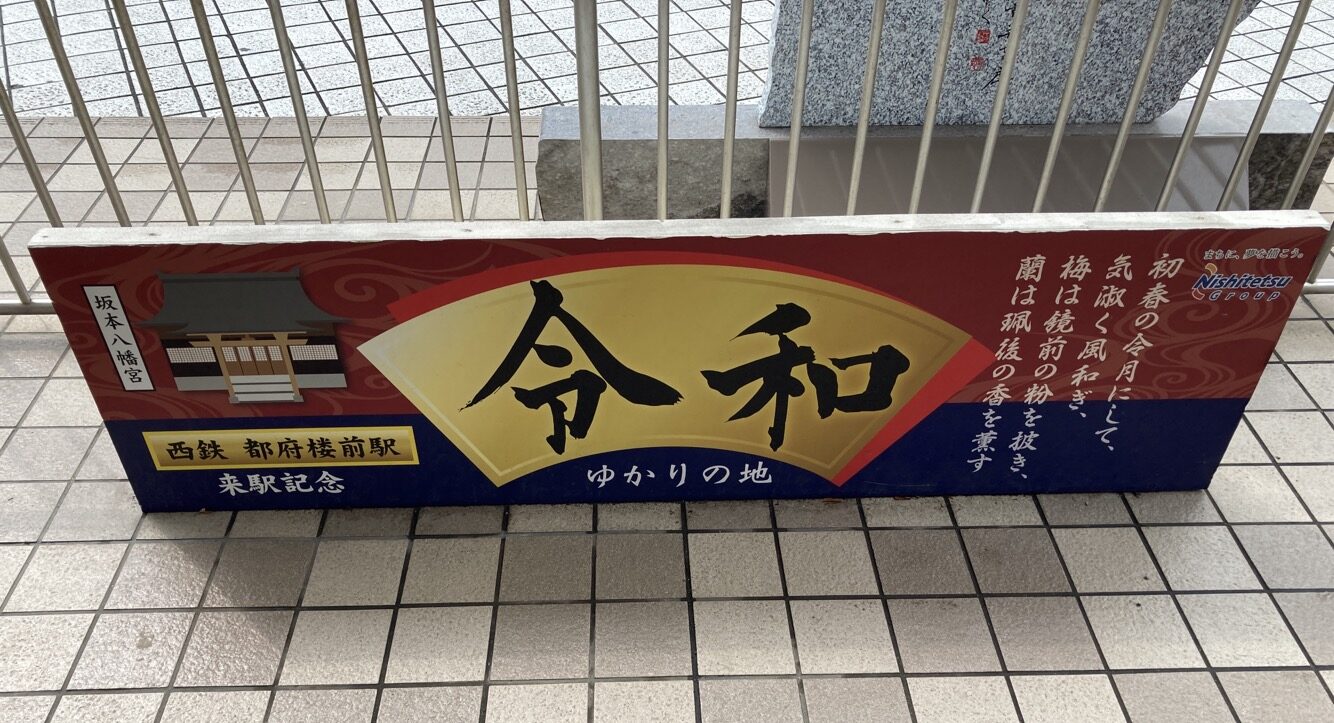 坂本八幡宮
西鉄 都府楼前駅
来駅記念
令和
ゆかりの地
初春の令月にして、
気淑く風和ぎ、
梅は鏡前の粉を披き、
蘭は珮後の香を薫す
まちに、夢を描こう。
Nishitetsu
Group